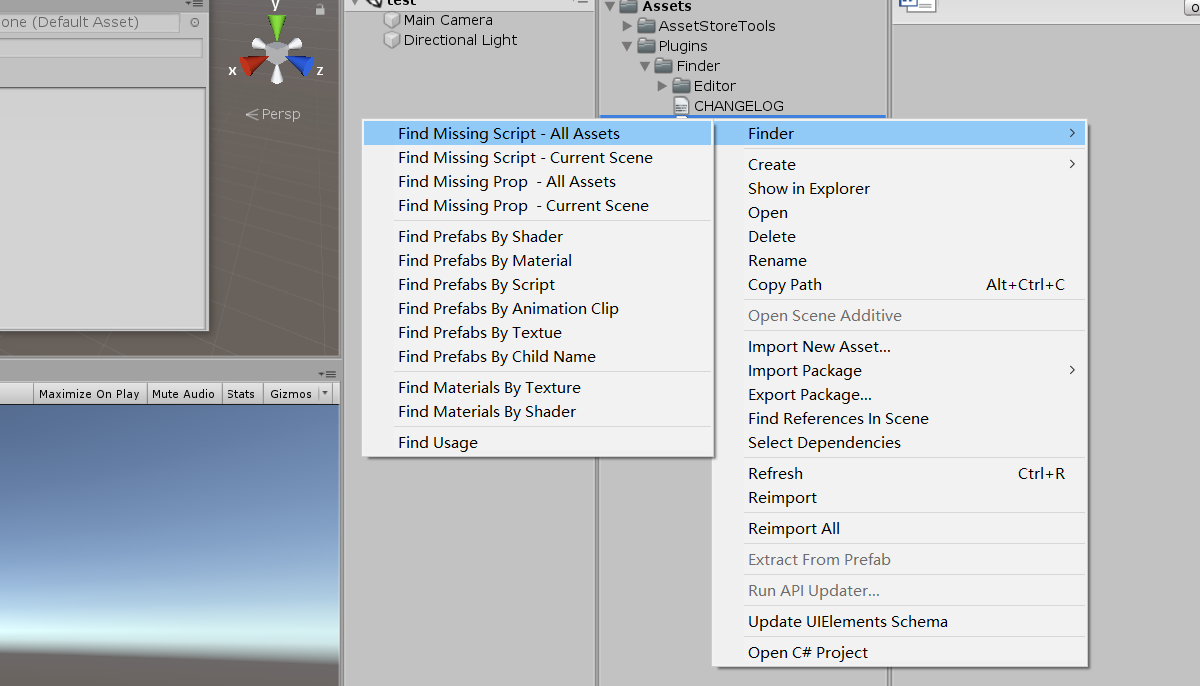 one (Default Asset)
y
x
z
Persp
Maximize On Play
Mute Audio
Stats
Gizmos
test
Main Camera
Directional Light
Assets
AssetStoreTools
Plugins
Finder
Editor
CHANGELOG
Find Missing Script - All Assets
Find Missing Script - Current Scene
Find Missing Prop  - All Assets
Find Missing Prop  - Current Scene
Find Prefabs By Shader
Find Prefabs By Material
Find Prefabs By Script
Find Prefabs By Animation Clip
Find Prefabs By Textue
Find Prefabs By Child Name
Find Materials By Texture
Find Materials By Shader
Find Usage
Finder
Create
Show in Explorer
Open
Delete
Rename
Copy Path Alt+Ctrl+C
Open Scene Additive
Import New Asset...
Import Package
Export Package...
Find References In Scene
Select Dependencies
Refresh Ctrl+R
Reimport
Reimport All
Extract From Prefab
Run API Updater...
Update UIElements Schema
Open C# Project